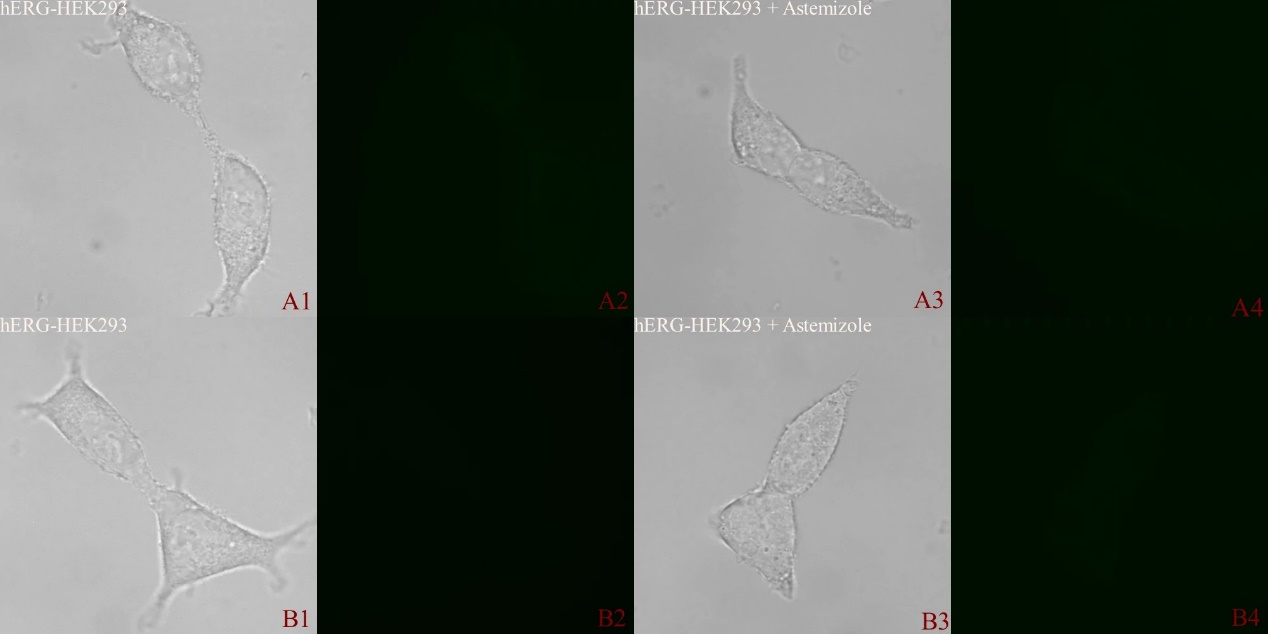 hERG-HEK293
hERG-HEK293 + Astemizole
A1
A2
A3
A4
hERG-HEK293
hERG-HEK293 + Astemizole
B1
B2
B3
B4